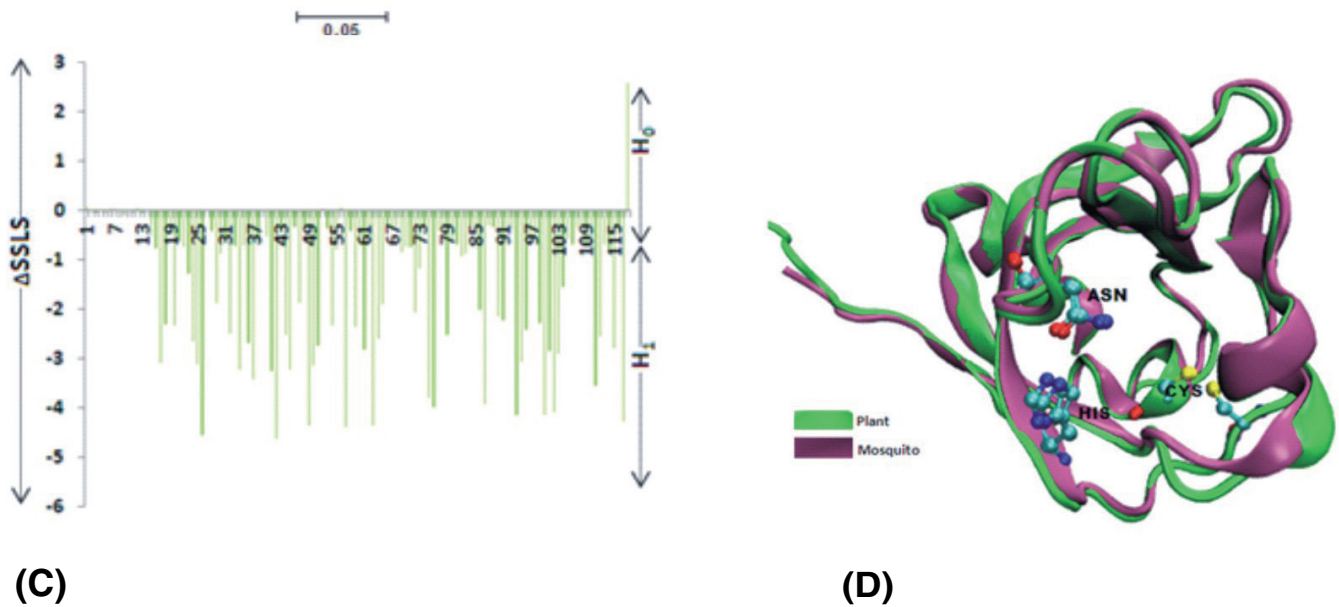 0.05
3
2
1
0
-1
-2
-3
-4
-5
-6
ΔSSLS
1 7 13 19 25 31 37 43 49 55 61 67 73 79 85 91 97 103 109 115
H0
H1
ASN
HIS
CYS
Plant
Mosquito
(C)
(D)